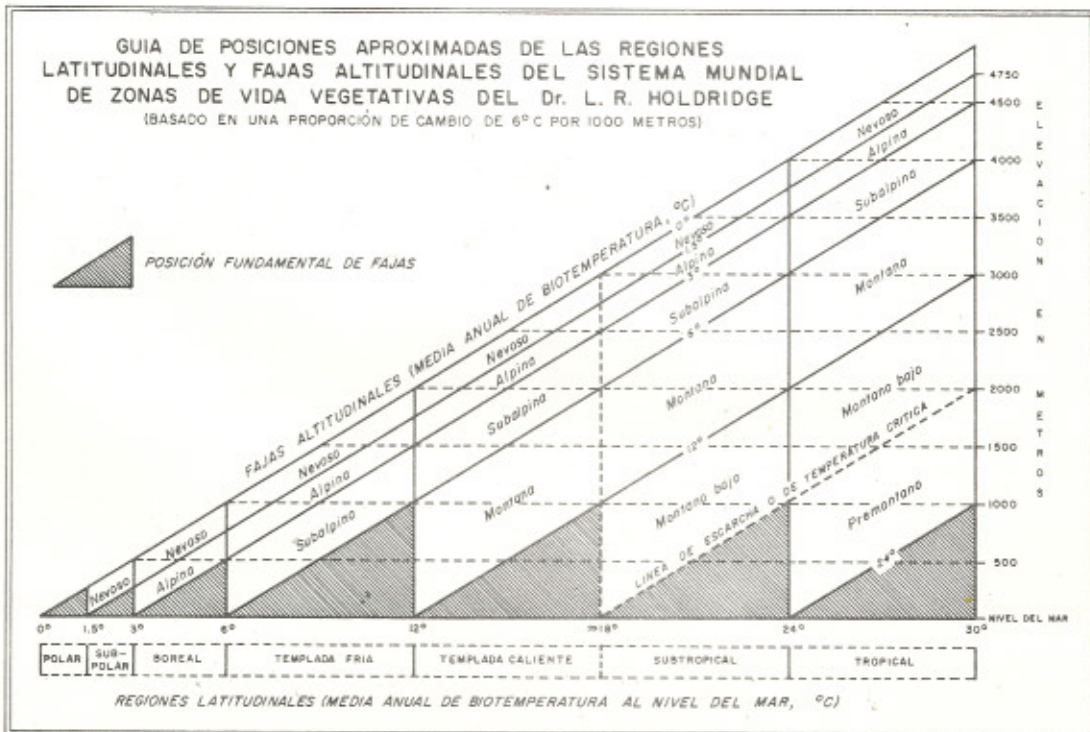 GUIA DE POSICIONES APROXIMADAS DE LAS REGIONES
LATITUDINALES Y FAJAS ALTITUDINALES DEL SISTEMA MUNDIAL
DE ZONAS DE VIDA VEGETATIVAS DEL Dr. L. R. HOLDRIDGE
(BASADO EN UNA PROPORCIÓN DE CAMBIO DE 6° C POR 1000 METROS)
POSICIÓN FUNDAMENTAL DE FAJAS
FAJAS ALTITUDINALES (MEDIA ANUAL DE BIOTEMPERATURA, °C)
0°
1.5°
3°
6°
12°
24°
Nevoso
Alpina
Subalpina
Montana
Montano bajo
Premontano
Nevoso
Alpina
Subalpina
Montana
Montano bajo
Nevoso
Alpina
Subalpina
Montana
Nevoso
Alpina
Subalpina
Nevoso
Alpina
Nevoso
LINEA DE ESCARCHA O DE TEMPERATURA CRITICA
4750
4500
4000
3500
3000
2500
2000
1500
1000
500
NIVEL DEL MAR
ELEVACION EN METROS
0° 1.5° 3° 6° 12° 18° 24° 30°
POLAR SUB-POLAR BOREAL TEMPLADA FRIA TEMPLADA CALIENTE SUBTROPICAL TROPICAL
REGIONES LATITUDINALES (MEDIA ANUAL DE BIOTEMPERATURA AL NIVEL DEL MAR, °C)